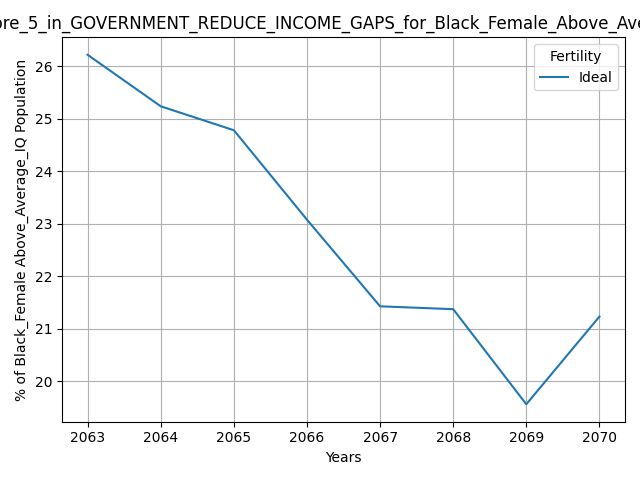 ore_5_in_GOVERNMENT_REDUCE_INCOME_GAPS_for_Black_Female_Above_Ave
Fertility
Ideal
% of Black_Female Above_Average_IQ Population
26
25
24
23
22
21
20
2063 2064 2065 2066 2067 2068 2069 2070
Years